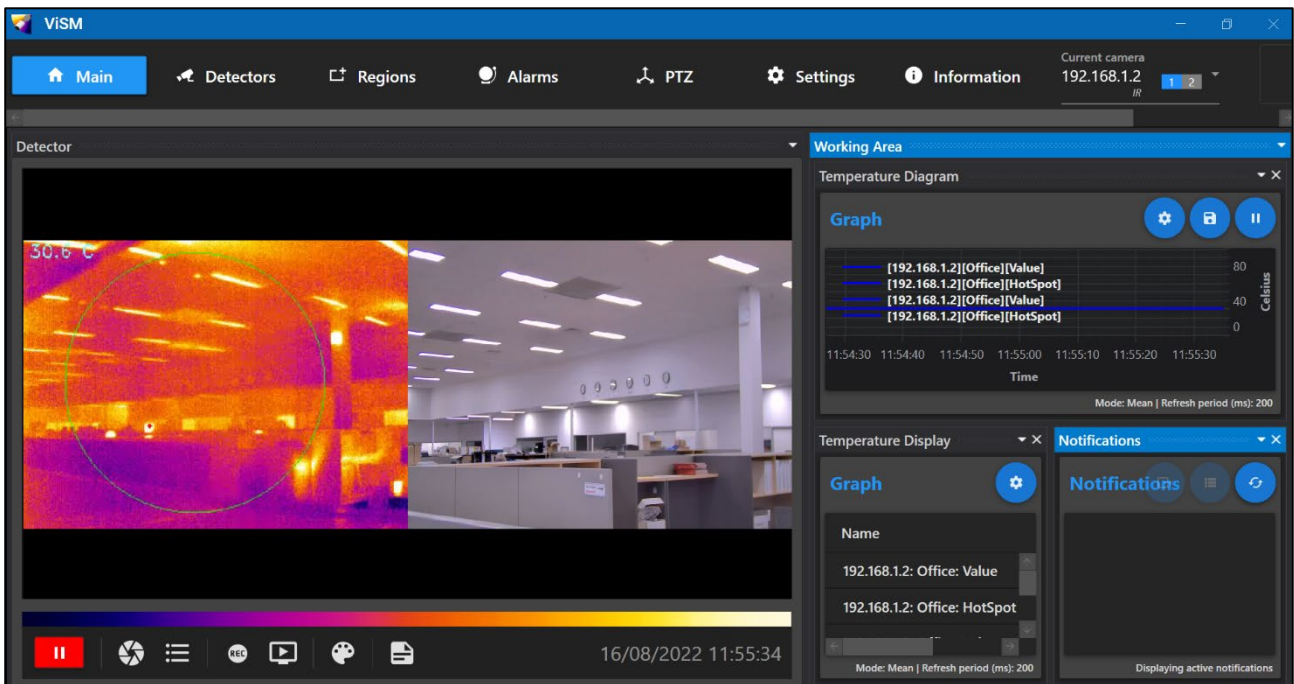 ViSM
Main
Detectors
Regions
Alarms
PTZ
Settings
Information
Current camera
192.168.1.2
IR
1 2
Detector
30.6 C
16/08/2022 11:55:34
Working Area
Temperature Diagram
Graph
[192.168.1.2][Office][Value]
[192.168.1.2][Office][HotSpot]
[192.168.1.2][Office][Value]
[192.168.1.2][Office][HotSpot]
80
40
0
Celsius
11:54:30 11:54:40 11:54:50 11:55:00 11:55:10 11:55:20 11:55:30
Time
Mode: Mean | Refresh period (ms): 200
Temperature Display
Graph
Name
192.168.1.2: Office: Value
192.168.1.2: Office: HotSpot
Mode: Mean | Refresh period (ms): 200
Notifications
Notifications
Displaying active notifications
REC